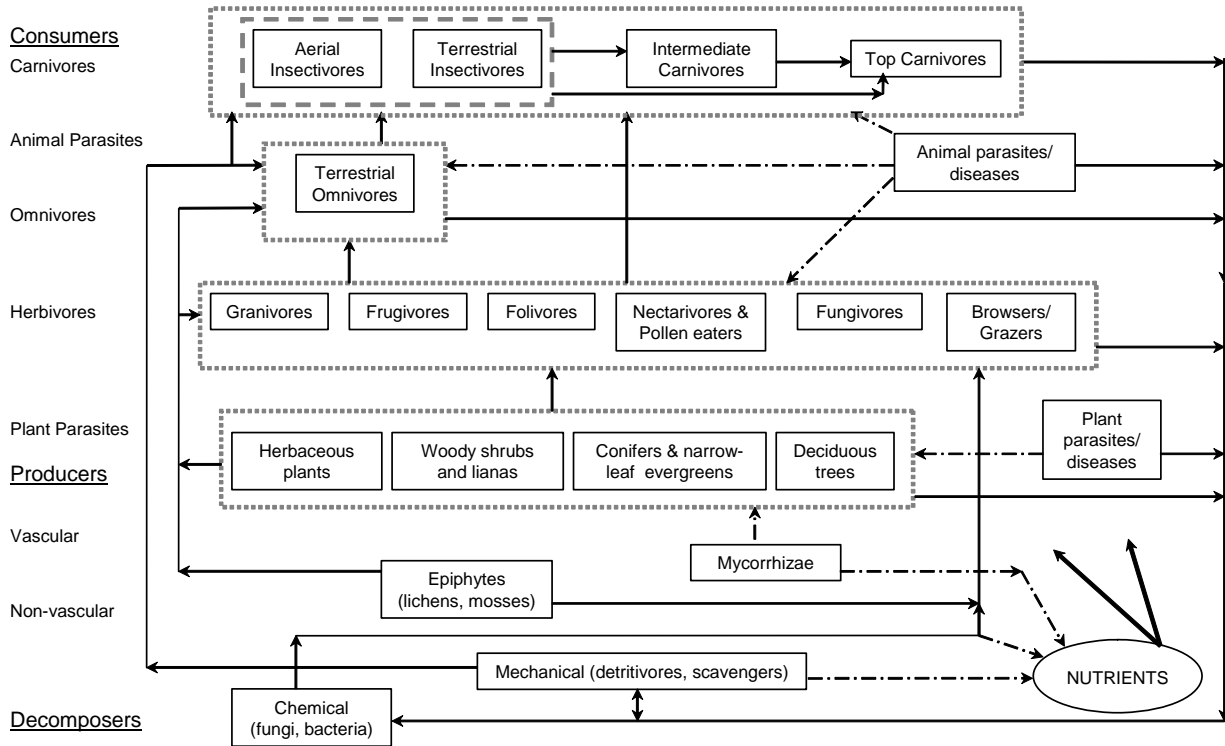 Consumers
Carnivores
Aerial
Insectivores
Terrestrial
Insectivores
Intermediate
Carnivores
Top Carnivores
Animal Parasites
Animal parasites/
diseases
Terrestrial
Omnivores
Omnivores
Herbivores
Granivores
Frugivores
Folivores
Nectarivores &
Pollen eaters
Fungivores
Browsers/
Grazers
Plant Parasites
Plant
parasites/
diseases
Producers
Herbaceous
plants
Woody shrubs
and lianas
Conifers & narrow-
leaf evergreens
Deciduous
trees
Vascular
Mycorrhizae
Epiphytes
(lichens, mosses)
Non-vascular
Mechanical (detritivores, scavengers)
NUTRIENTS
Decomposers
Chemical
(fungi, bacteria)